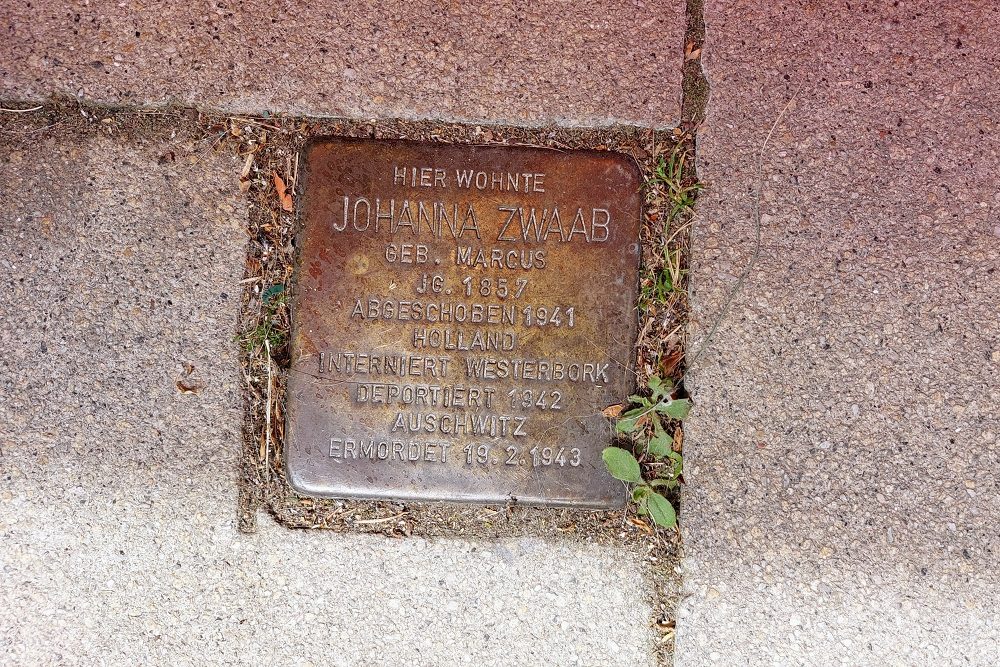 HIER WOHNTE
JOHANNA ZWAAB
GEB. MARCUS
JG. 1857
ABGESCHOBEN 1941
HOLLAND
INTERNIERT WESTERBORK
DEPORTIERT 1942
AUSCHWITZ
ERMORDET 19.2.1943